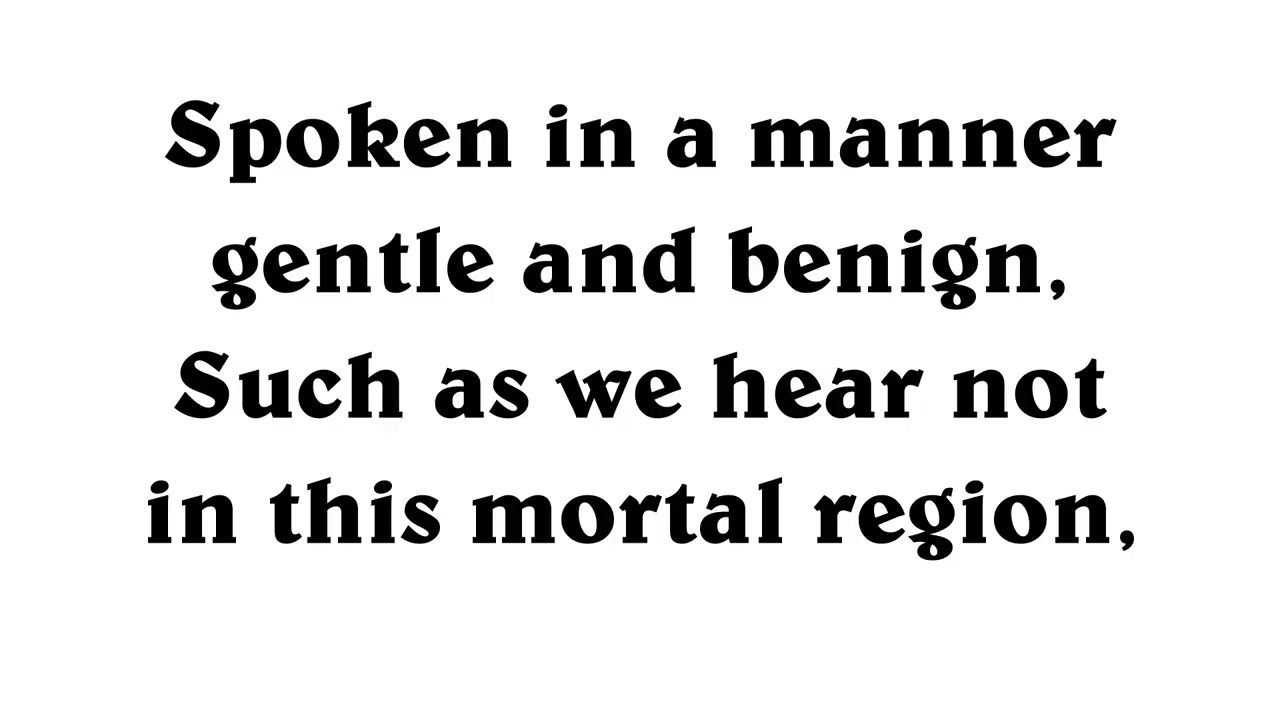 Spoken in a manner
gentle and benign,
Such as we hear not
in this mortal region,